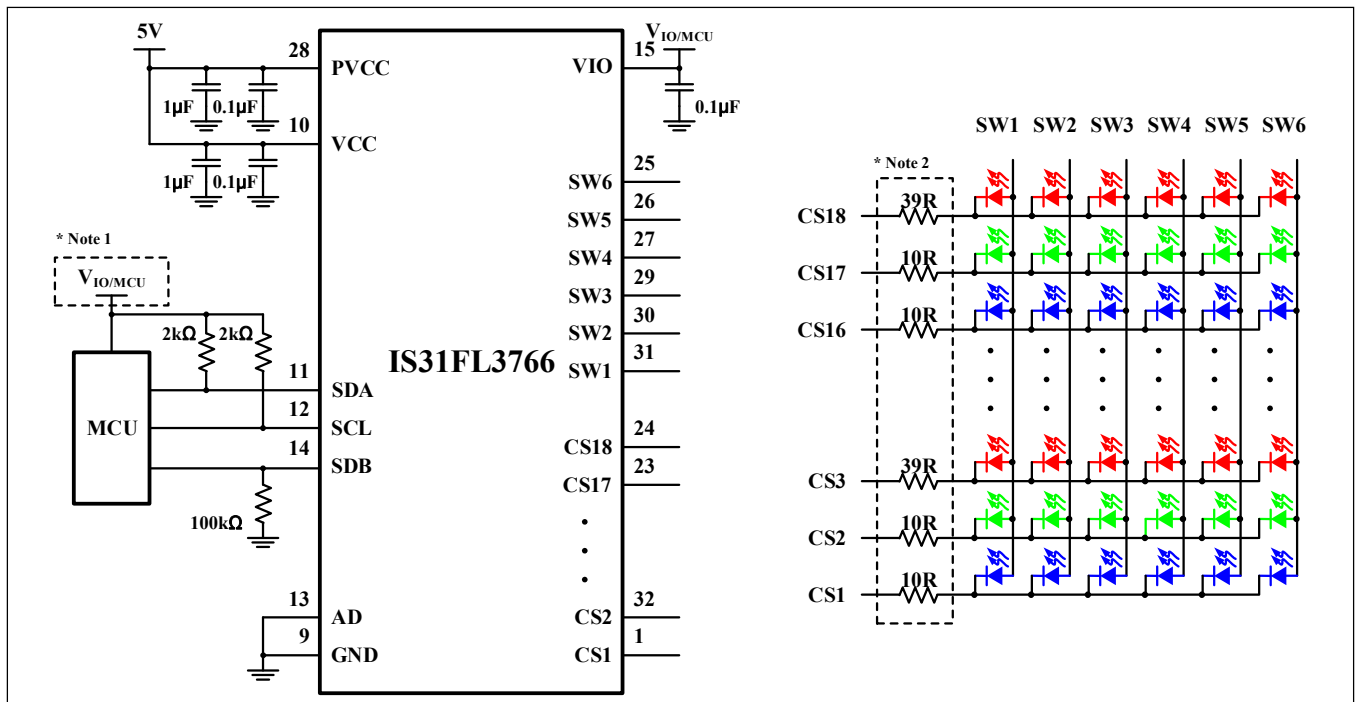 5V
28
PVCC
1μF
0.1μF
10
VCC
1μF
0.1μF
* Note 1
V_IO/MCU
2kΩ
2kΩ
MCU
11
SDA
12
SCL
14
SDB
100kΩ
13
AD
9
GND
IS31FL3766
V_IO/MCU
15
VIO
0.1μF
25
SW6
26
SW5
27
SW4
29
SW3
30
SW2
31
SW1
24
CS18
23
CS17
32
CS2
1
CS1
SW1 SW2 SW3 SW4 SW5 SW6
* Note 2
CS18
39R
CS17
10R
CS16
10R
CS3
39R
CS2
10R
CS1
10R